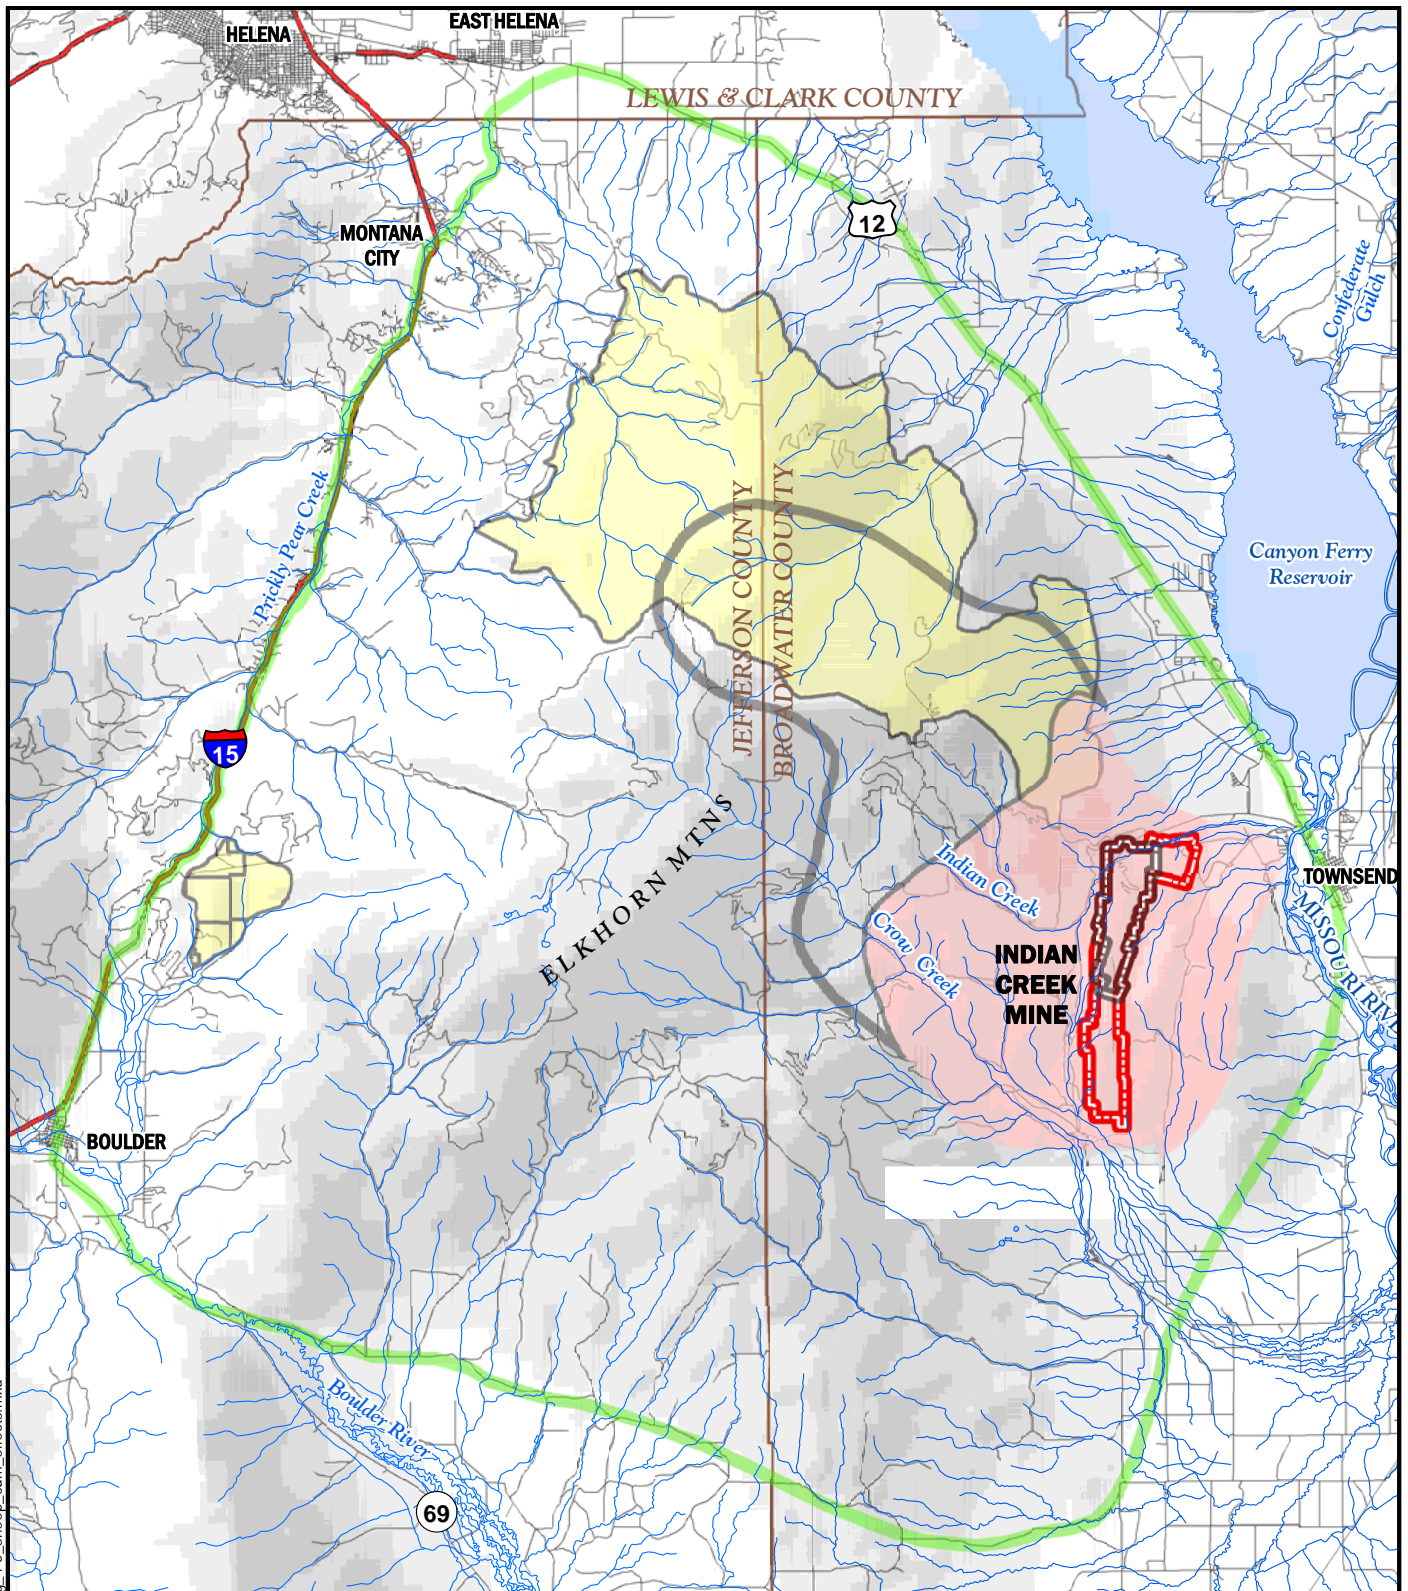 EAST HELENA
HELENA
LEWIS & CLARK COUNTY
12
MONTANA
CITY
Confederate
Gulch
Prickly Pear Creek
JEFFERSON COUNTY
BROADWATER COUNTY
Canyon Ferry
Reservoir
15
ELKHORN MTNS
Indian Creek
Crow Creek
TOWNSEND
MISSOURI RIVE
INDIAN
CREEK
MINE
BOULDER
Boulder River
69